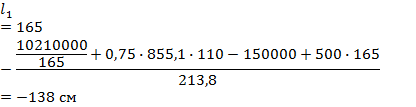 l₁
= 165
− (10210000/165 + 0,75 · 855,1 · 110 − 150000 + 500 · 165)/213,8
= −138 см